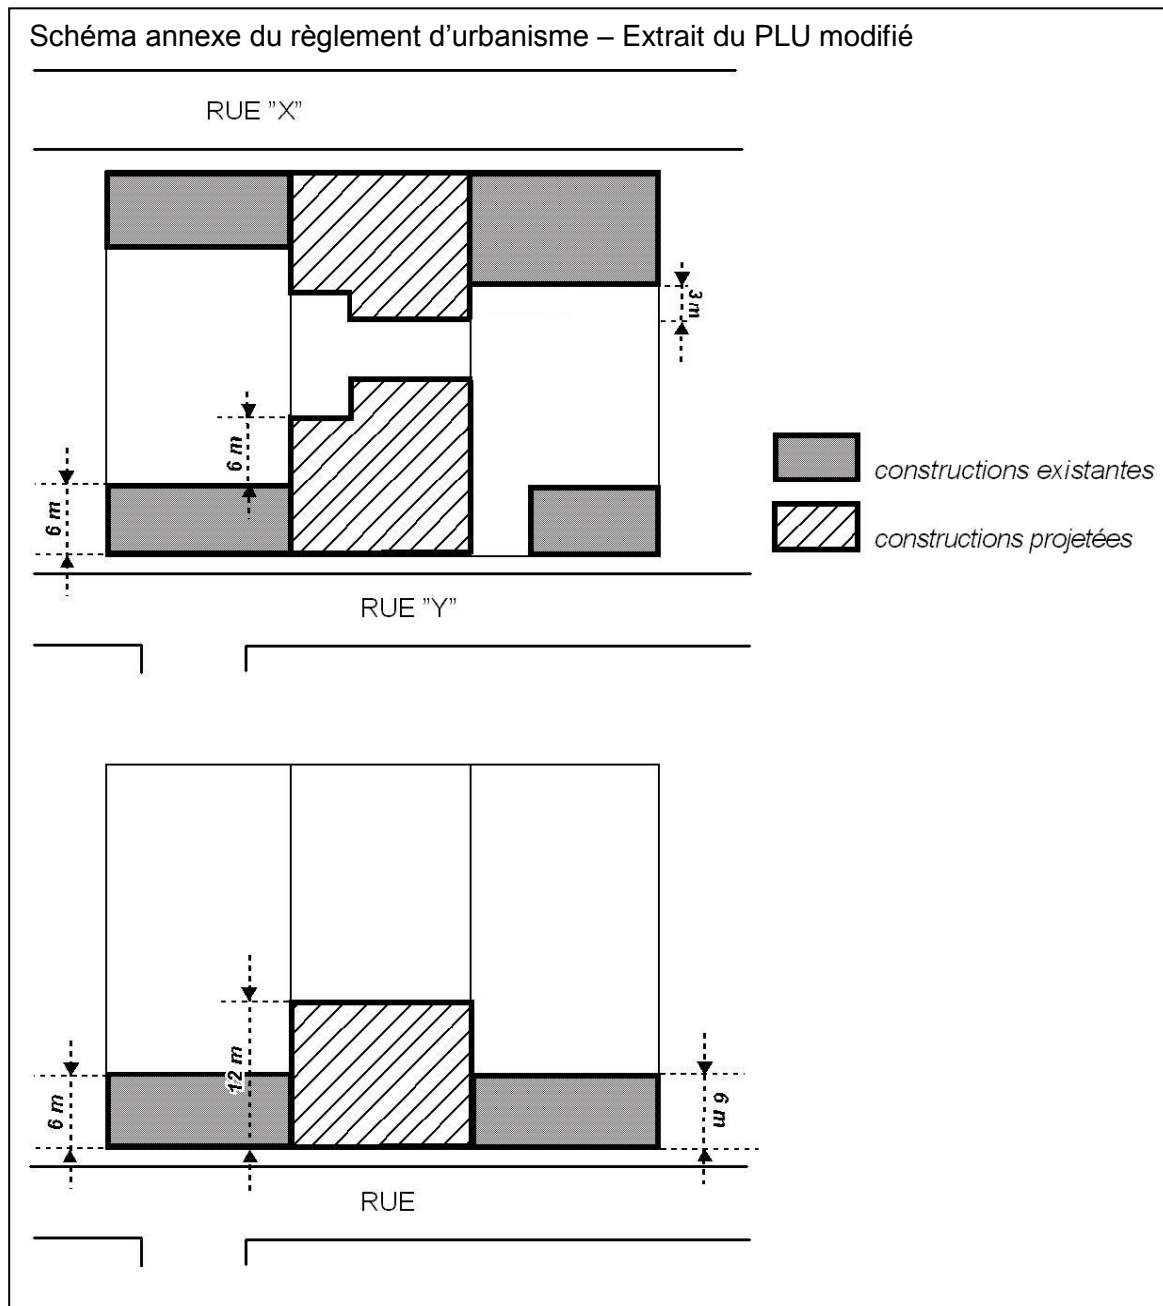 Schéma annexe du règlement d’urbanisme – Extrait du PLU modifié
RUE ”X”
3 m
6 m
6 m
constructions existantes
constructions projetées
RUE ”Y”
12 m
6 m
6 m
RUE